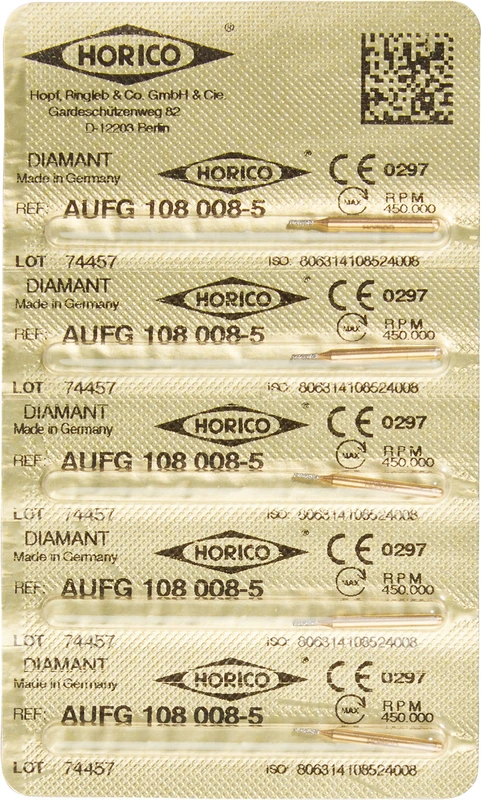 HORICO ®
Hopf, Ringleb & Co. GmbH & Cie.
Gardeschützenweg 82
D-12203 Berlin
DIAMANT HORICO ® CE 0297
Made in Germany
MAX RPM
REF: AUFG 108 008-5 450.000
LOT 74457 ISO: 806314108524008
DIAMANT HORICO ® CE 0297
Made in Germany
MAX RPM
REF: AUFG 108 008-5 450.000
LOT 74457 ISO: 806314108524008
DIAMANT HORICO ® CE 0297
Made in Germany
MAX RPM
REF: AUFG 108 008-5 450.000
LOT 74457 ISO: 806314108524008
DIAMANT HORICO ® CE 0297
Made in Germany
MAX RPM
REF: AUFG 108 008-5 450.000
LOT 74457 ISO: 806314108524008
DIAMANT HORICO ® CE 0297
Made in Germany
MAX RPM
REF: AUFG 108 008-5 450.000
LOT 74457 ISO: 806314108524008